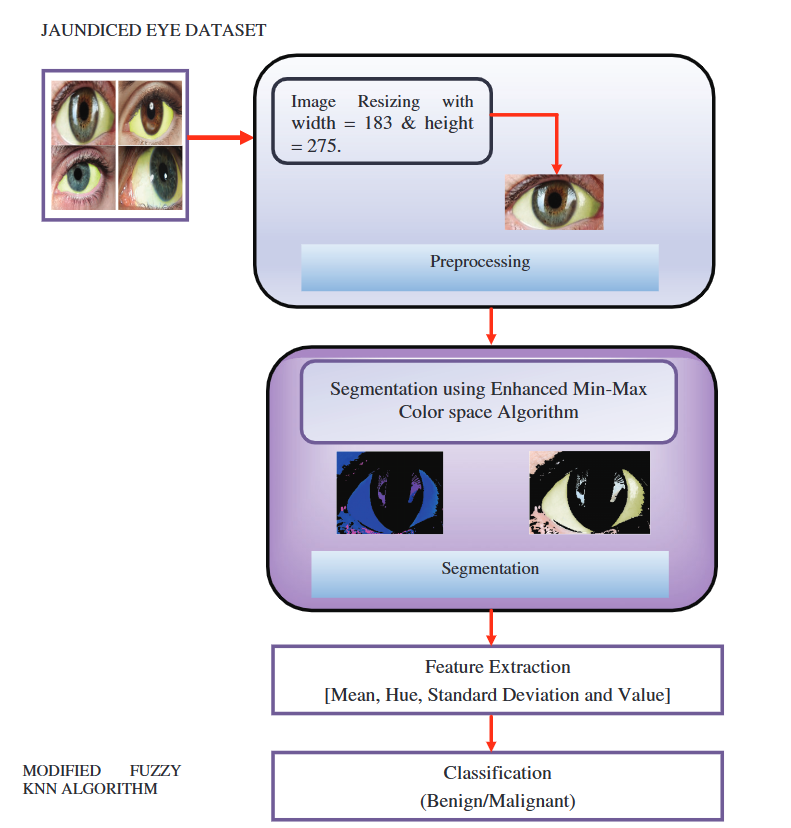 JAUNDICED EYE DATASET
Image Resizing with
width = 183 & height
= 275.
Preprocessing
Segmentation using Enhanced Min-Max
Color space Algorithm
Segmentation
Feature Extraction
[Mean, Hue, Standard Deviation and Value]
MODIFIED FUZZY
KNN ALGORITHM
Classification
(Benign/Malignant)